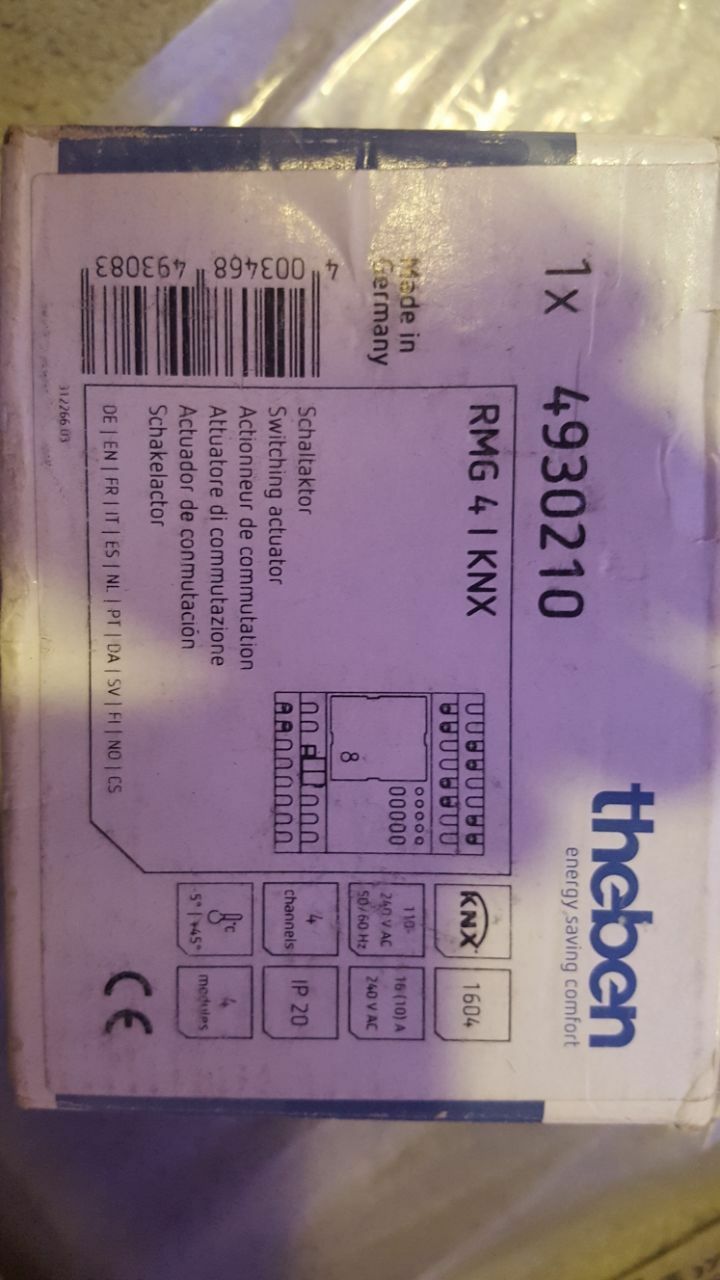 1x 4930210
theben
energy saving comfort
RMG 4 I KNX
Made in
Germany
4 003468 493083
Schaltaktor
Switching actuator
Actionneur de commutation
Attuatore di commutazione
Actuador de conmutación
Schakelactor
DE | EN | FR | IT | ES | NL | PT | DA | SV | FI | NO | CS
8
KNX
1604
110-
240 V AC
50/60 Hz
16 (10) A
240 V AC
4
channels
IP 20
°C
-5° | +45°
4
modules
CE
312266 03